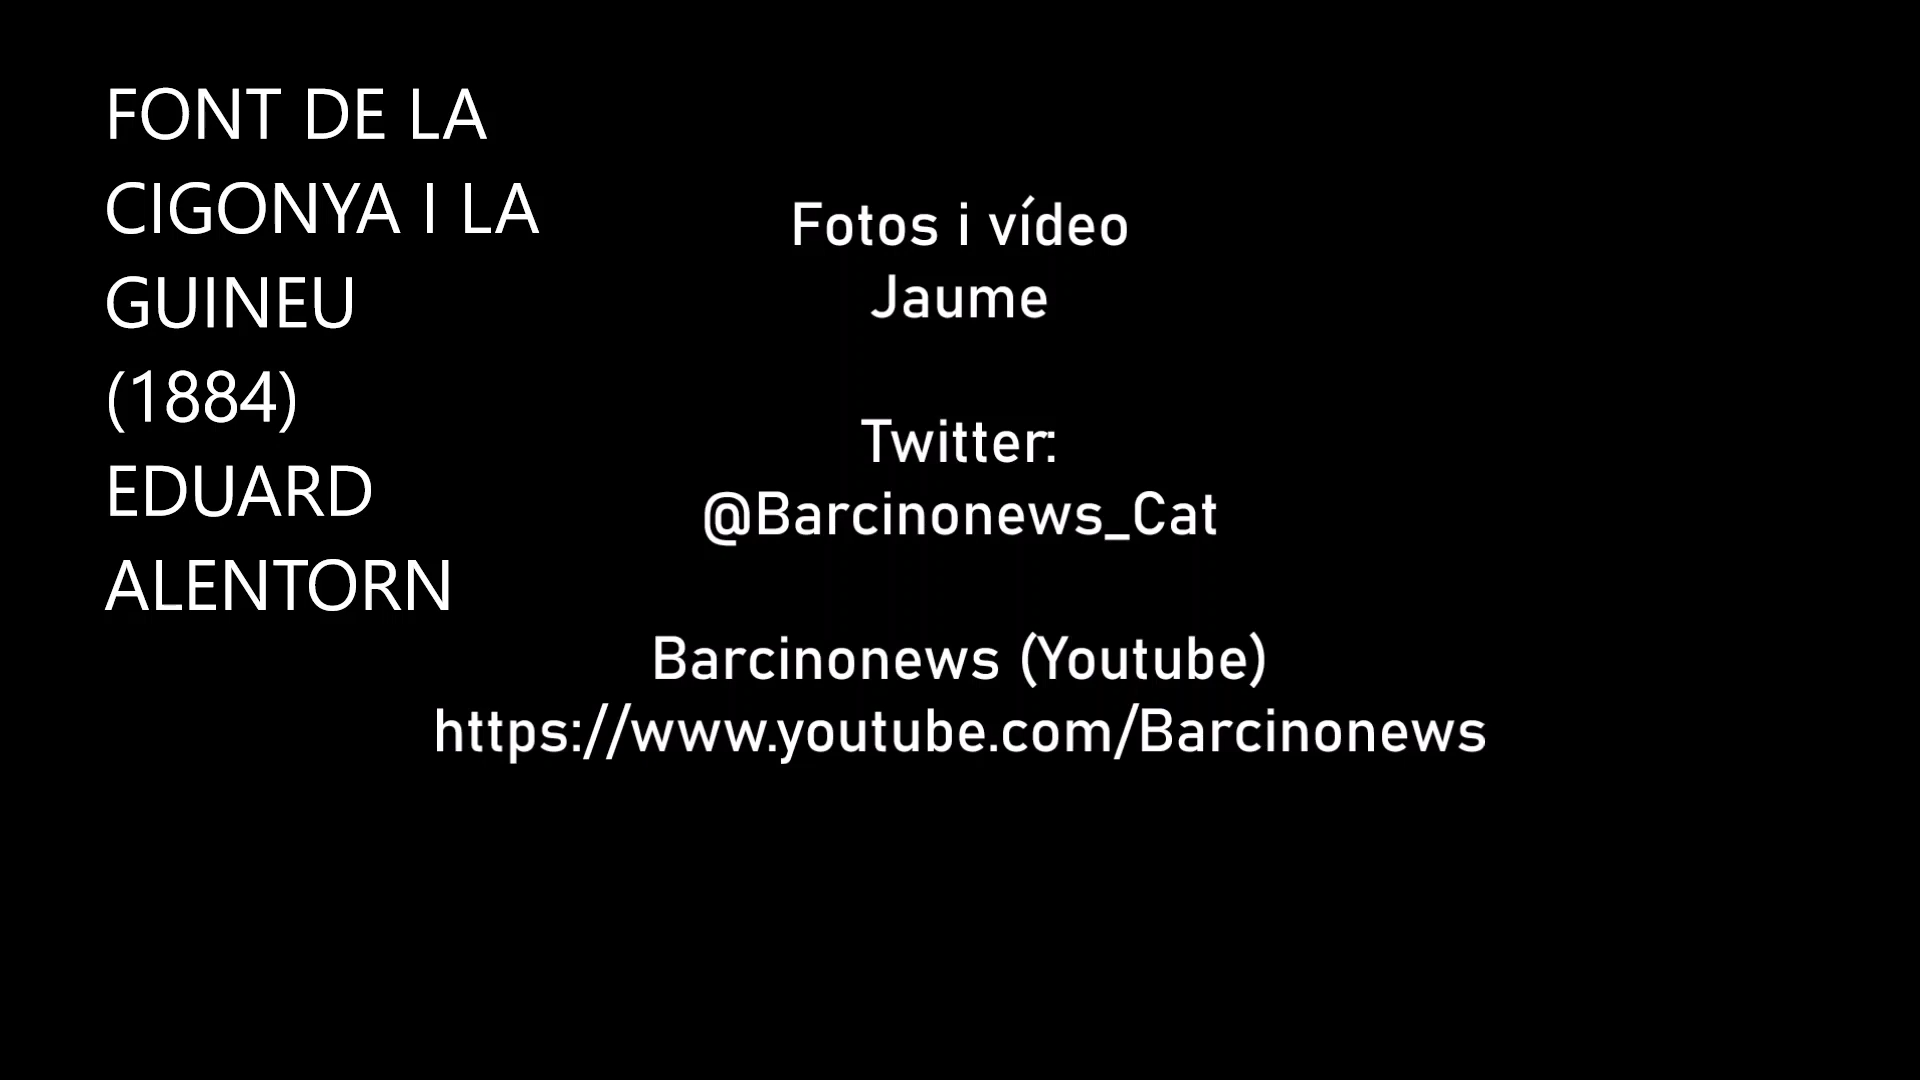 FONT DE LA
CIGONYA I LA
GUINEU
(1884)
EDUARD
ALENTORN
Fotos i vídeo
Jaume
Twitter:
@Barcinonews_Cat
Barcinonews (Youtube)
https://www.youtube.com/Barcinonews